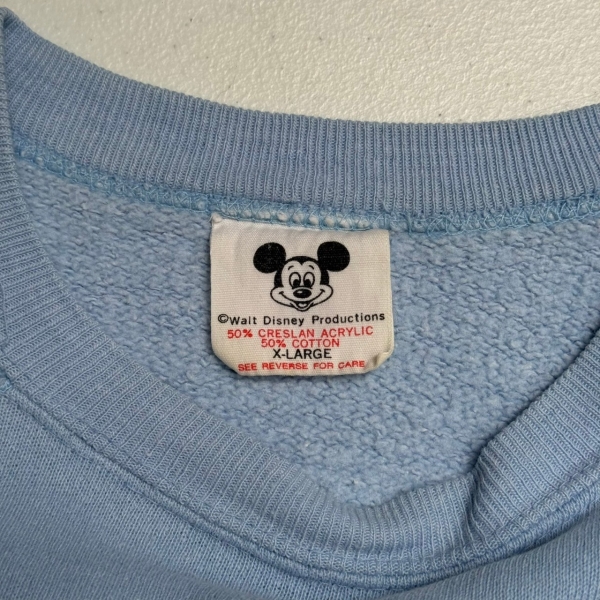 ©Walt Disney Productions
50% CRESLAN ACRYLIC
50% COTTON
X-LARGE
SEE REVERSE FOR CARE